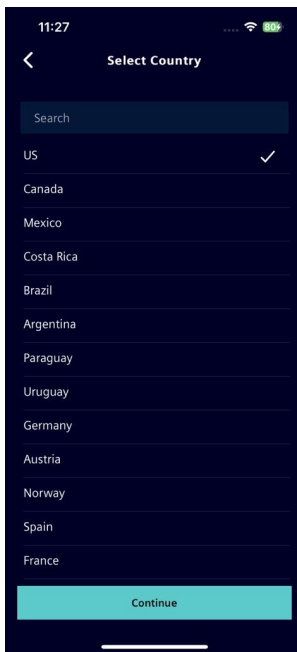 11:27
80
Select Country
Search
US
Canada
Mexico
Costa Rica
Brazil
Argentina
Paraguay
Uruguay
Germany
Austria
Norway
Spain
France
Continue